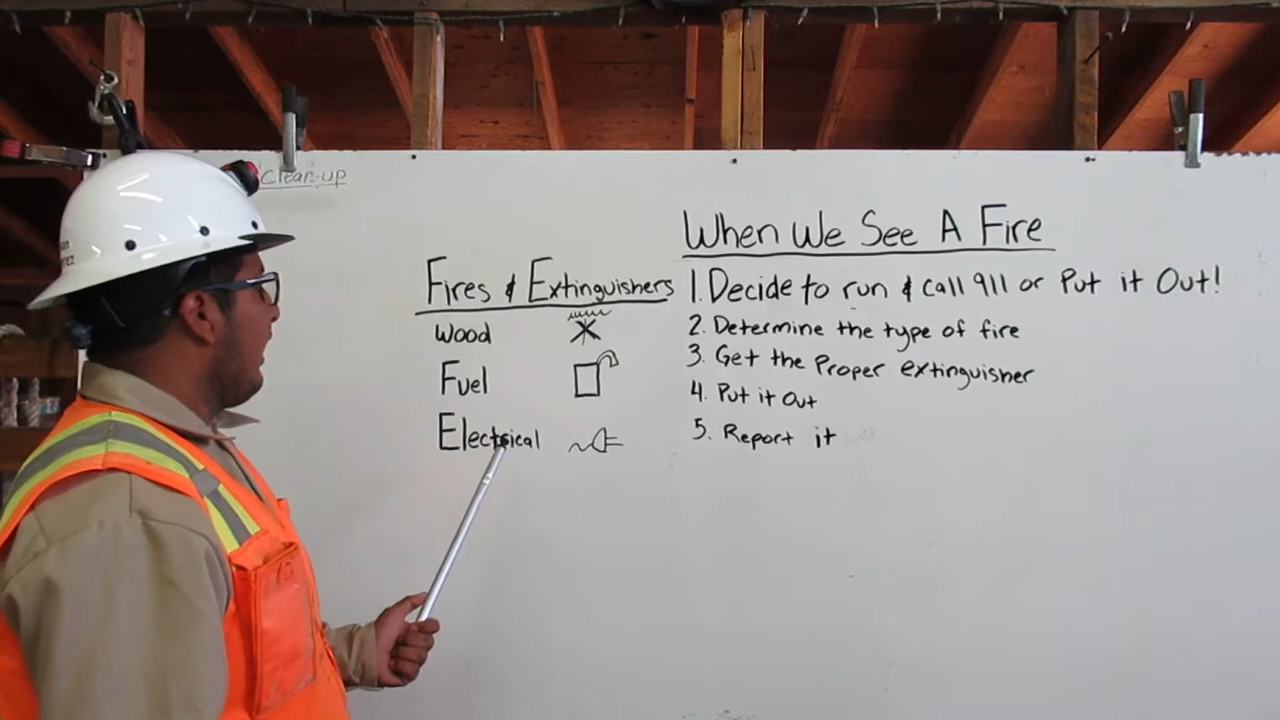 Clean-up
When We See A Fire
Fires & Extinguishers
Wood
Fuel
Electrical
1. Decide to run & call 911 or Put it Out!
2. Determine the type of fire
3. Get the Proper extinguisher
4. Put it Out
5. Report it